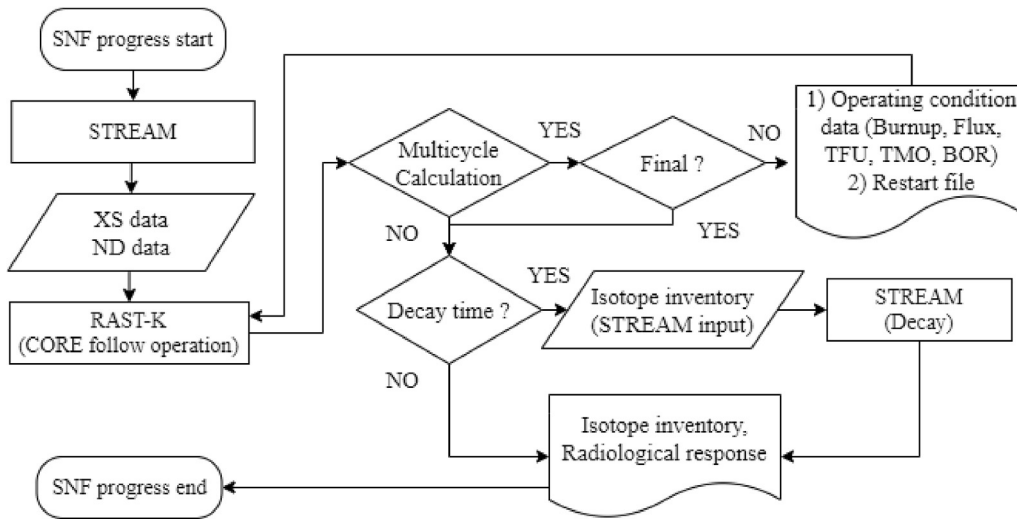 SNF progress start
STREAM
XS data
ND data
RAST-K
(CORE follow operation)
Multicycle
Calculation
YES
NO
Final ?
NO
YES
1) Operating condition
data (Burnup, Flux,
TFU, TMO, BOR)
2) Restart file
Decay time ?
YES
NO
Isotope inventory
(STREAM input)
STREAM
(Decay)
Isotope inventory,
Radiological response
SNF progress end